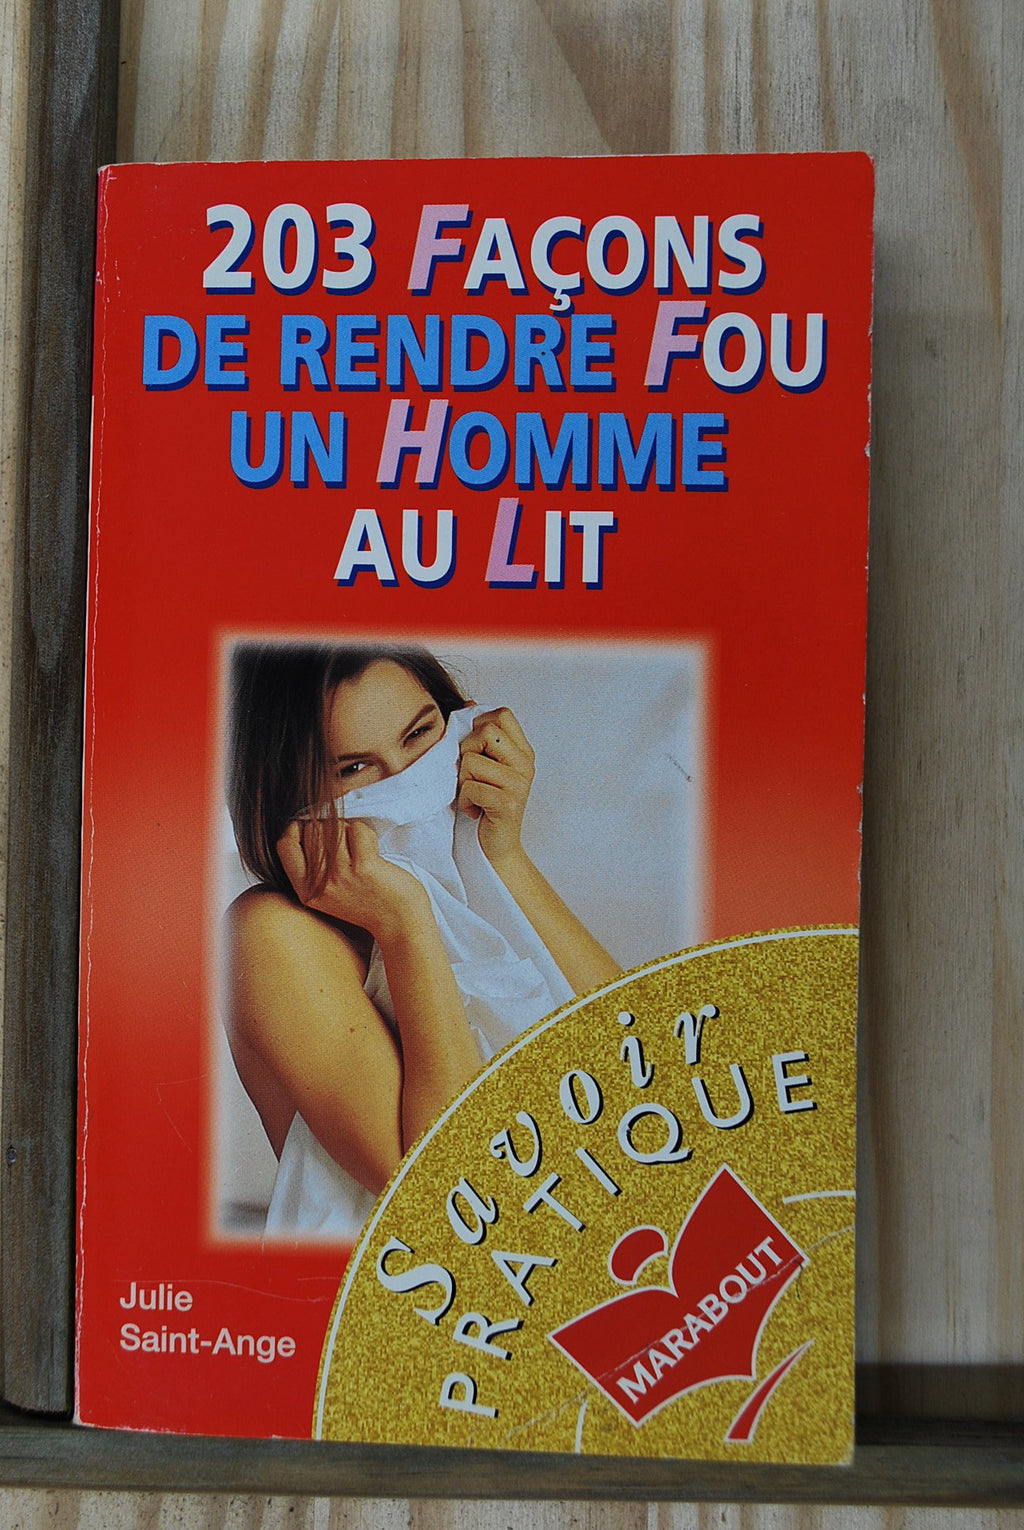 203 FAÇONS
DE RENDRE FOU
UN HOMME
AU LIT
Savoir
PRATIQUE
MARABOUT
Julie
Saint-Ange